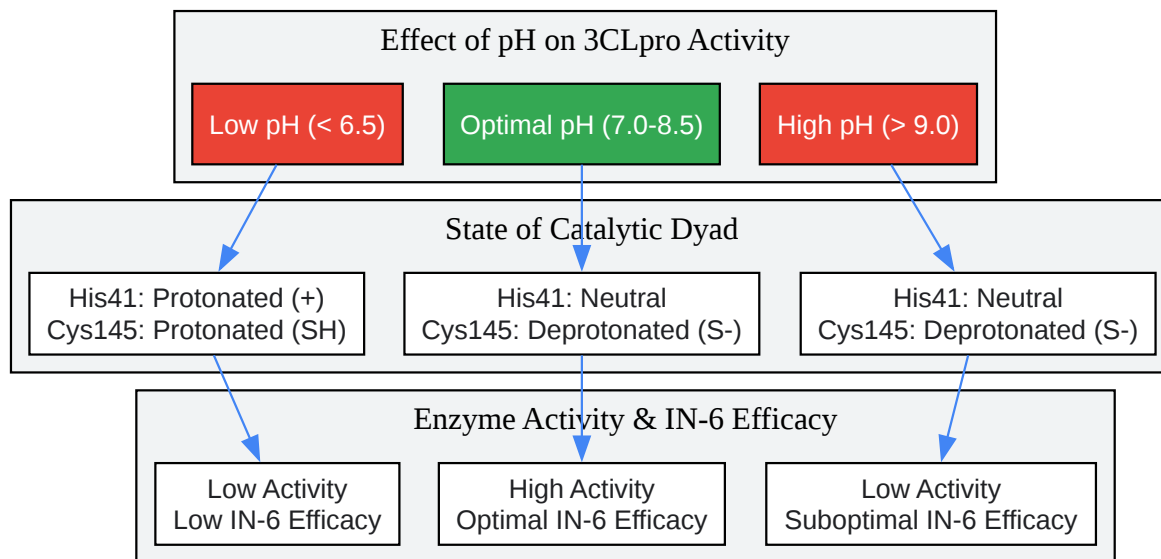 Effect of pH on 3CLpro Activity
Low pH (< 6.5)
Optimal pH (7.0-8.5)
High pH (> 9.0)
State of Catalytic Dyad
His41: Protonated (+)
Cys145: Protonated (SH)
His41: Neutral
Cys145: Deprotonated (S-)
His41: Neutral
Cys145: Deprotonated (S-)
Enzyme Activity & IN-6 Efficacy
Low Activity
Low IN-6 Efficacy
High Activity
Optimal IN-6 Efficacy
Low Activity
Suboptimal IN-6 Efficacy